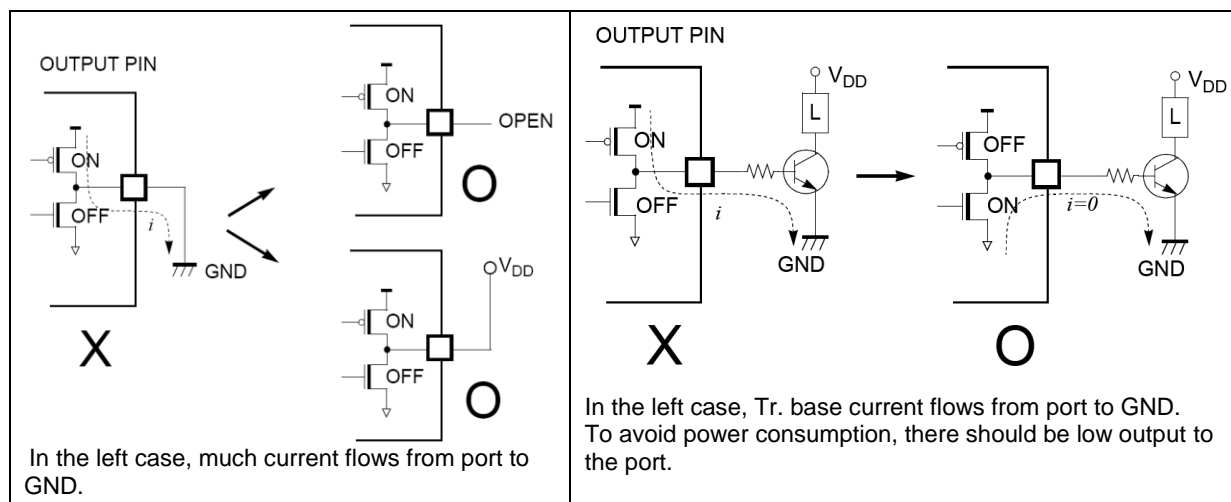 OUTPUT PIN
ON
OFF
i
GND
X
ON
OFF
OPEN
O
VDD
ON
OFF
O
In the left case, much current flows from port to
GND.
OUTPUT PIN
VDD
L
ON
OFF
i
GND
X
VDD
L
OFF
ON
i=0
GND
O
In the left case, Tr. base current flows from port to GND.
To avoid power consumption, there should be low output to
the port.